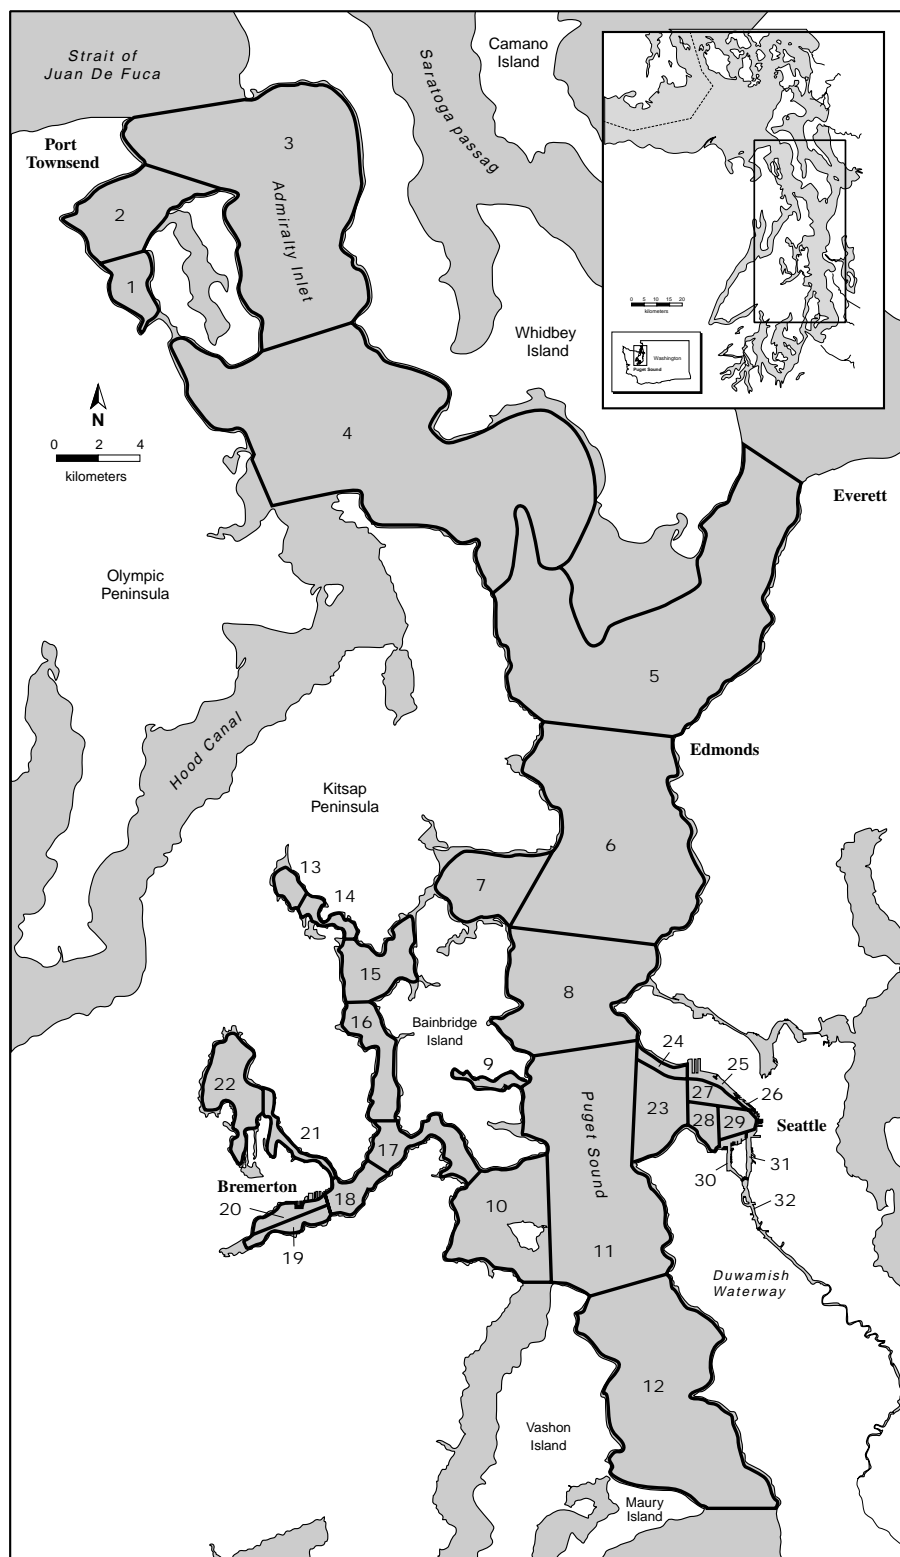 Strait of
Juan De Fuca
Camano
Island
Saratoga passag
Port
Townsend
3
2
Admiralty Inlet
1
0 5 10 15 20
kilometers
Washington
Puget Sound
Whidbey
Island
N
0 2 4
kilometers
4
Everett
Olympic
Peninsula
5
Hood Canal
Edmonds
Kitsap
Peninsula
6
13
7
14
15
8
16
Bainbridge
Island
24
9
25
22
26
27
23
28
29
Seattle
Puget Sound
21
17
31
30
Bremerton
18
20
10
32
19
11
Duwamish
Waterway
12
Vashon
Island
Maury
Island